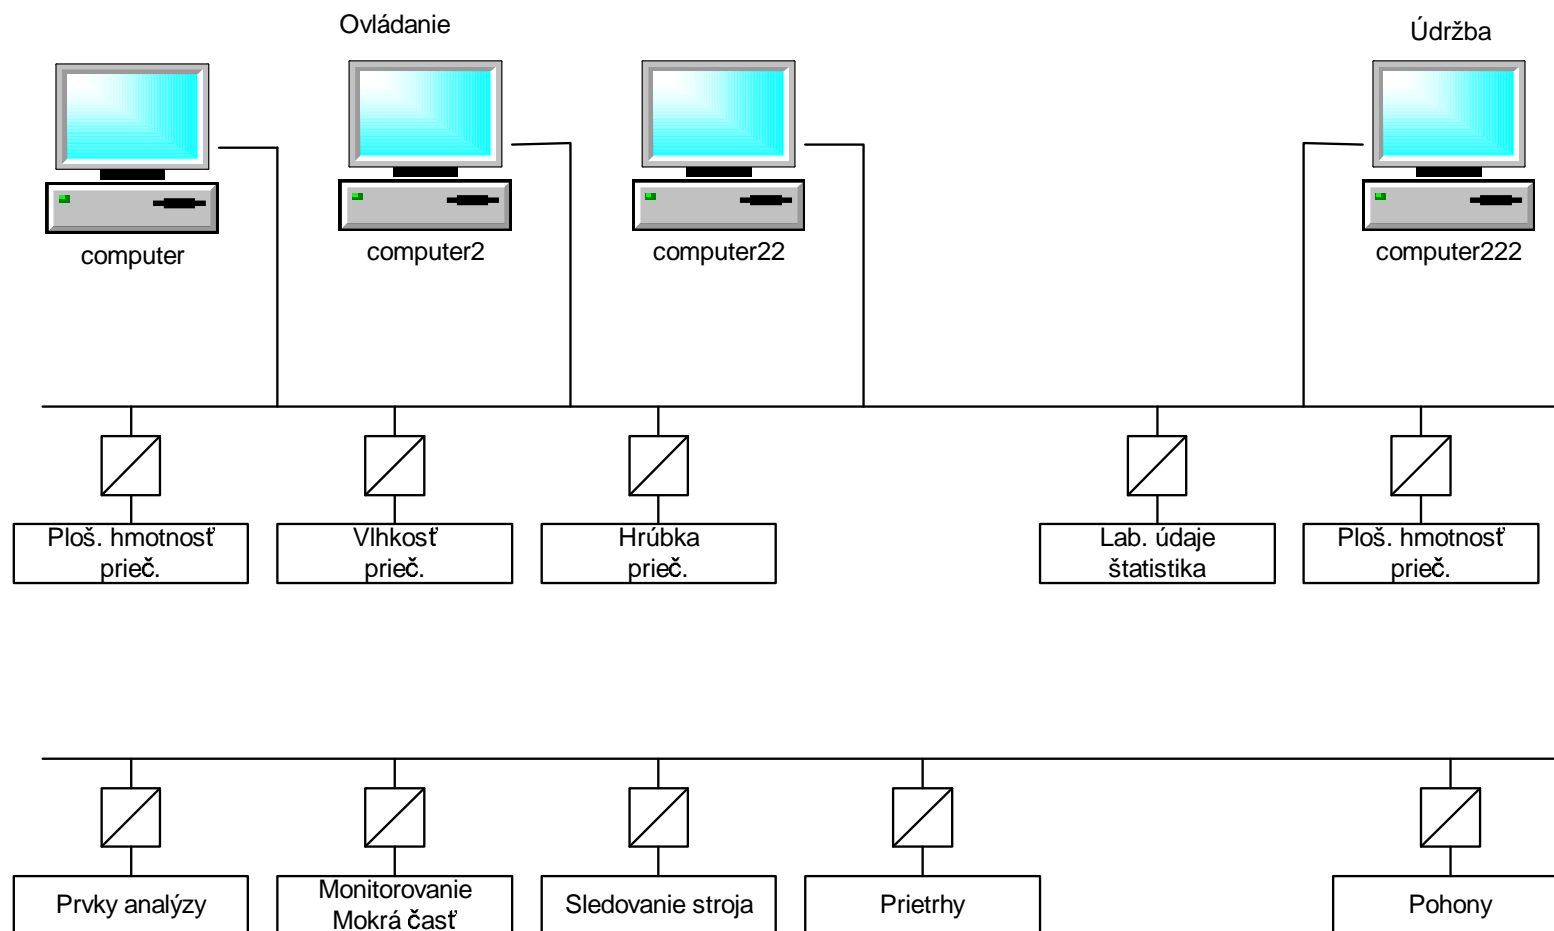 Ovládanie
Údržba
computer
computer2
computer22
computer222
Ploš. hmotnosť
prieč.
Vlhkosť
prieč.
Hrúbka
prieč.
Lab. údaje
štatistika
Ploš. hmotnosť
prieč.
Prvky analýzy
Monitorovanie
Mokrá časť
Sledovanie stroja
Prietrhy
Pohony